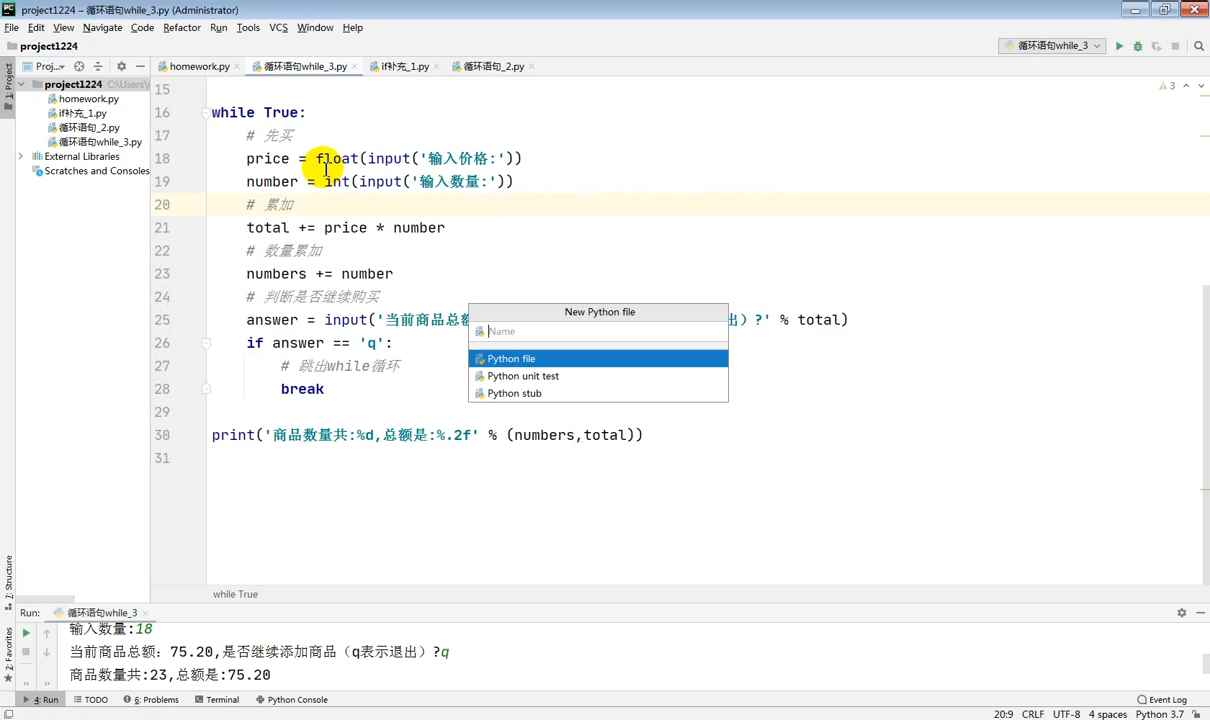 project1224 – 循环语句while_3.py (Administrator)
File Edit View Navigate Code Refactor Run Tools VCS Window Help
project1224
循环语句while_3
Proj...
homework.py
循环语句while_3.py
if补充_1.py
循环语句_2.py
1: Project
project1224 C:\Users\
homework.py
if补充_1.py
循环语句_2.py
循环语句while_3.py
External Libraries
Scratches and Consoles
3
15
16 while True:
17 # 先买
18 price = float(input('输入价格:'))
19 number = int(input('输入数量:'))
20 # 累加
21 total += price * number
22 # 数量累加
23 numbers += number
24 # 判断是否继续购买
25 answer = input('当前商品总额 出）?' % total)
26 if answer == 'q':
27 # 跳出while循环
28 break
29
30 print('商品数量共:%d,总额是:%.2f' % (numbers,total))
31
New Python file
Name
Python file
Python unit test
Python stub
while True
7: Structure
2: Favorites
Run: 循环语句while_3
输入数量:18
当前商品总额：75.20,是否继续添加商品（q表示退出）?q
商品数量共:23,总额是:75.20
4: Run TODO 6: Problems Terminal Python Console Event Log
20:9 CRLF UTF-8 4 spaces Python 3.7